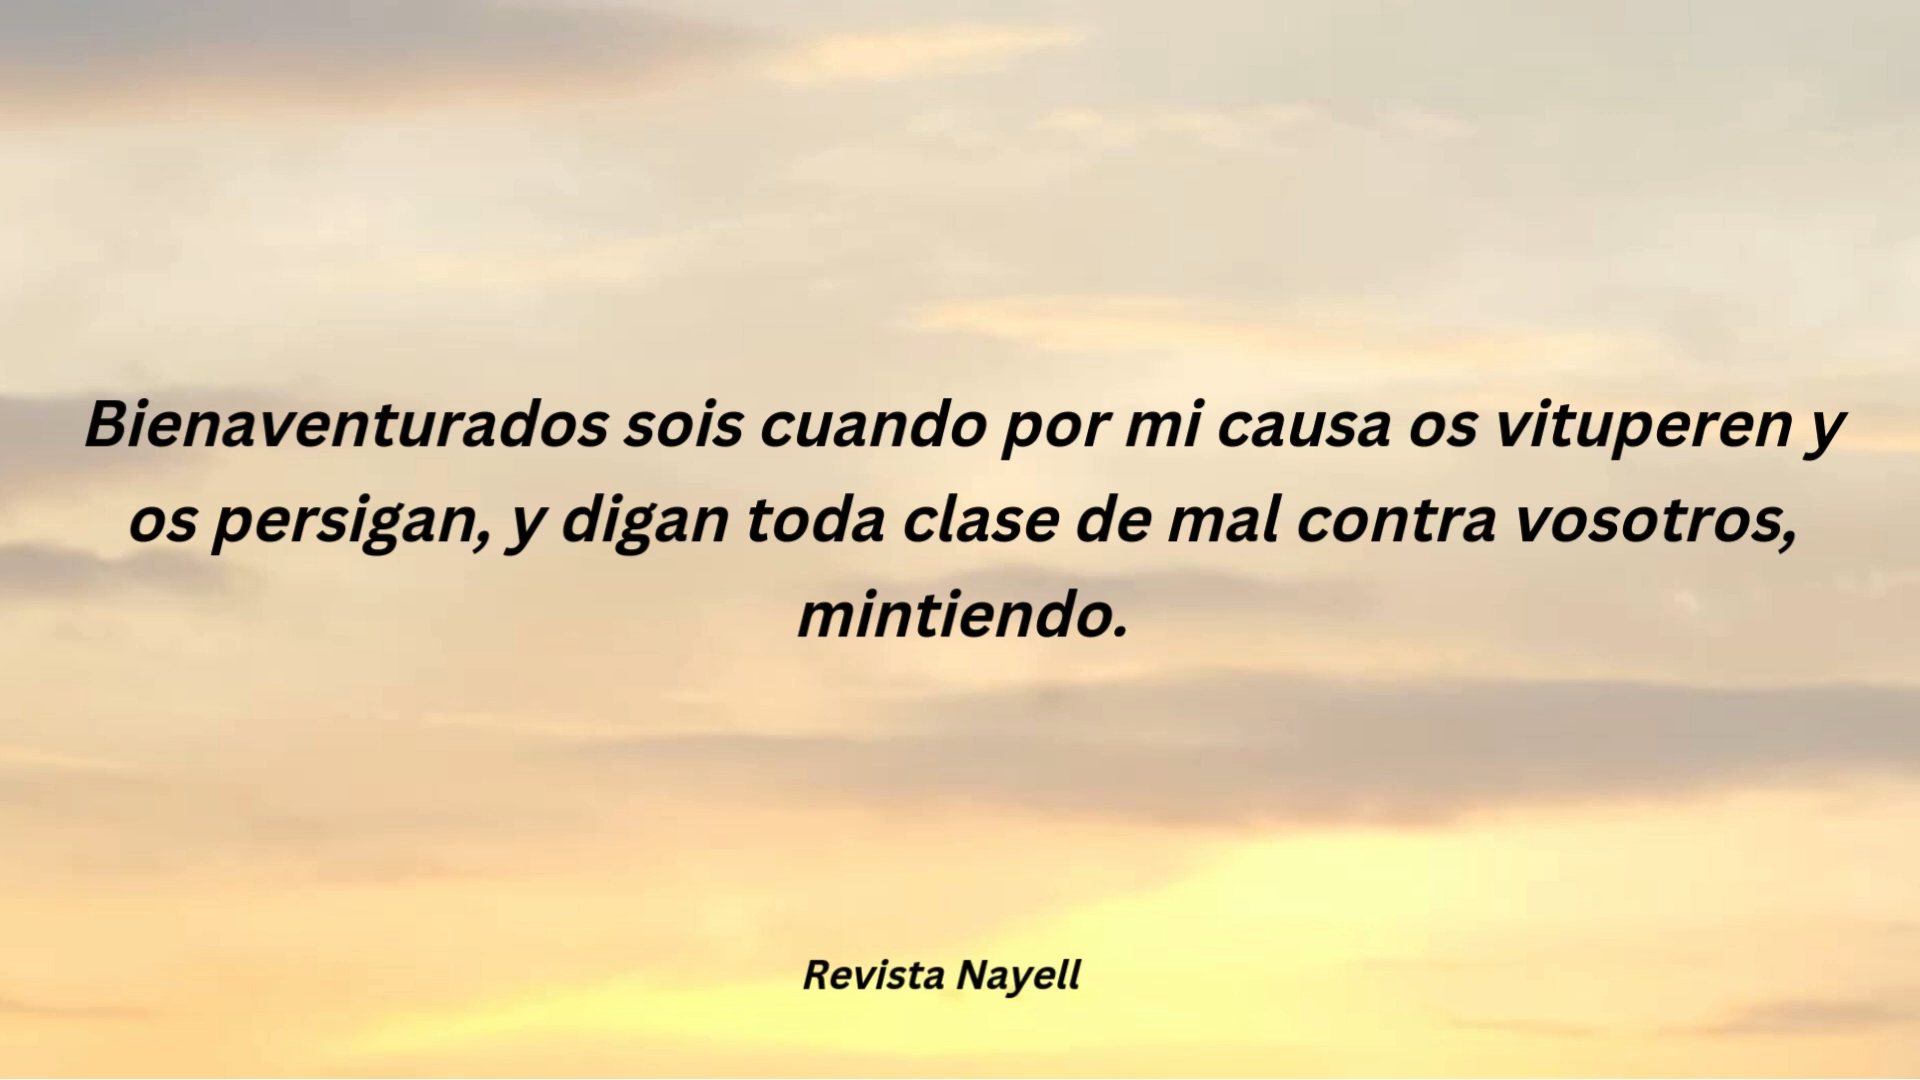 Bienaventurados sois cuando por mi causa os vituperen y
os persigan, y digan toda clase de mal contra vosotros,
mintiendo.
Revista Nayell